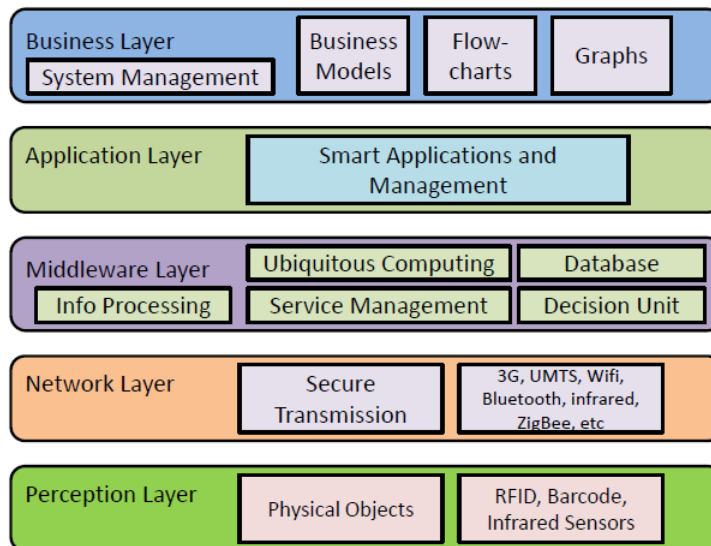 Business Layer
System Management
Business
Models
Flow-
charts
Graphs
Application Layer
Smart Applications and
Management
Middleware Layer
Ubiquitous Computing
Database
Info Processing
Service Management
Decision Unit
Network Layer
Secure
Transmission
3G, UMTS, Wifi,
Bluetooth, infrared,
ZigBee, etc
Perception Layer
Physical Objects
RFID, Barcode,
Infrared Sensors